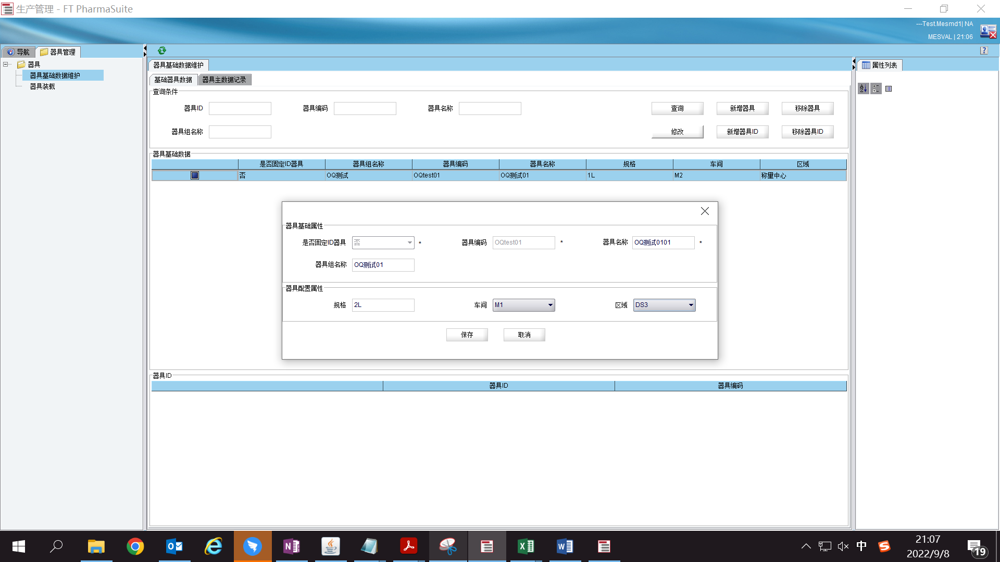 生产管理 - FT PharmaSuite
---Test.Mesmd1| NA
MESVAL | 21:06
导航 器具管理
器具
器具基础数据维护
器具装载
器具基础数据维护
基础器具数据 器具主数据记录
查询条件
器具ID 器具编码 器具名称 查询 新增器具 移除器具
器具组名称 修改 新增器具ID 移除器具ID
器具基础数据
是否固定ID器具 器具组名称 器具编码 器具名称 规格 车间 区域
否 OQ测试 OQtest01 OQ测试01 1L M2 称量中心
器具基础属性
是否固定ID器具 否 * 器具编码 OQtest01 * 器具名称 OQ测试0101 *
器具组名称 OQ测试01
器具配置属性
规格 2L 车间 M1 区域 DS3
保存 取消
器具ID
器具ID 器具编码
属性列表
中
21:07
2022/9/8
19